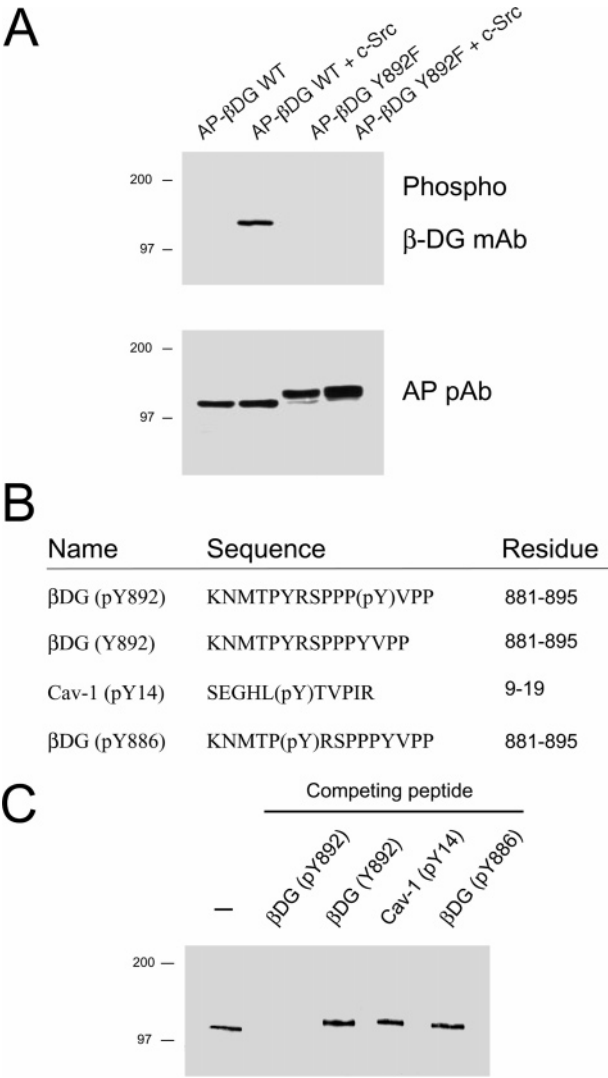 A
AP-βDG WT
AP-βDG WT + c-Src
AP-βDG Y892F
AP-βDG Y892F + c-Src
200 –
97 –
Phospho
β-DG mAb
200 –
97 –
AP pAb
B
Name Sequence Residue
βDG (pY892) KNMTPYRSPPP(pY)VPP 881-895
βDG (Y892) KNMTPYRSPPPYVPP 881-895
Cav-1 (pY14) SEGHL(pY)TVPIR 9-19
βDG (pY886) KNMTP(pY)RSPPPYVPP 881-895
C
Competing peptide
–
βDG (pY892)
βDG (Y892)
Cav-1 (pY14)
βDG (pY886)
200 –
97 –